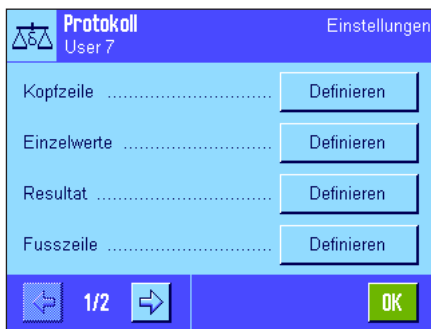 Protokoll Einstellungen
User 7
Kopfzeile ............................ Definieren
Einzelwerte ......................... Definieren
Resultat ............................. Definieren
Fusszeile ............................ Definieren
1/2 OK